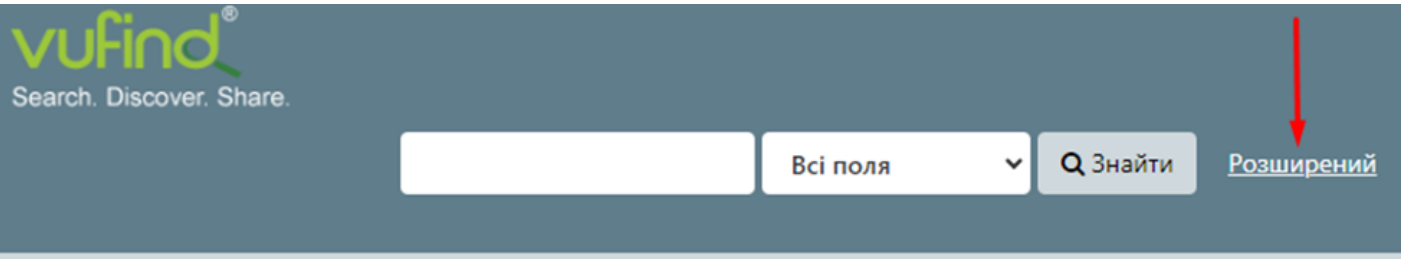 vufind®
Search. Discover. Share.
Всі поля Знайти Розширений